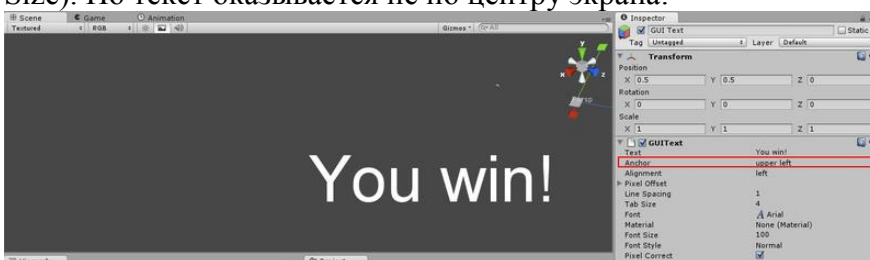 Size). Но текст оказывается не по центру экрана.
Scene Game Animation
Textured RGB Gizmos All
Persp
You win!
Inspector
GUI Text Static
Tag Untagged Layer Default
Transform
Position
X 0.5 Y 0.5 Z 0
Rotation
X 0 Y 0 Z 0
Scale
X 1 Y 1 Z 1
GUIText
Text You win!
Anchor upper left
Alignment left
Pixel Offset
Line Spacing 1
Tab Size 4
Font Arial
Material None (Material)
Font Size 100
Font Style Normal
Pixel Correct